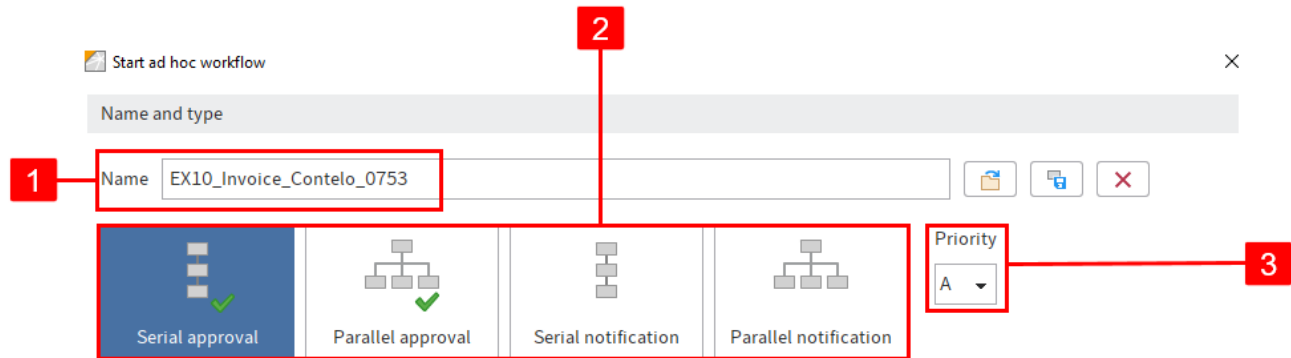 2
Start ad hoc workflow
Name and type
1
Name EX10_Invoice_Contelo_0753
Priority
3
A
Serial approval Parallel approval Serial notification Parallel notification